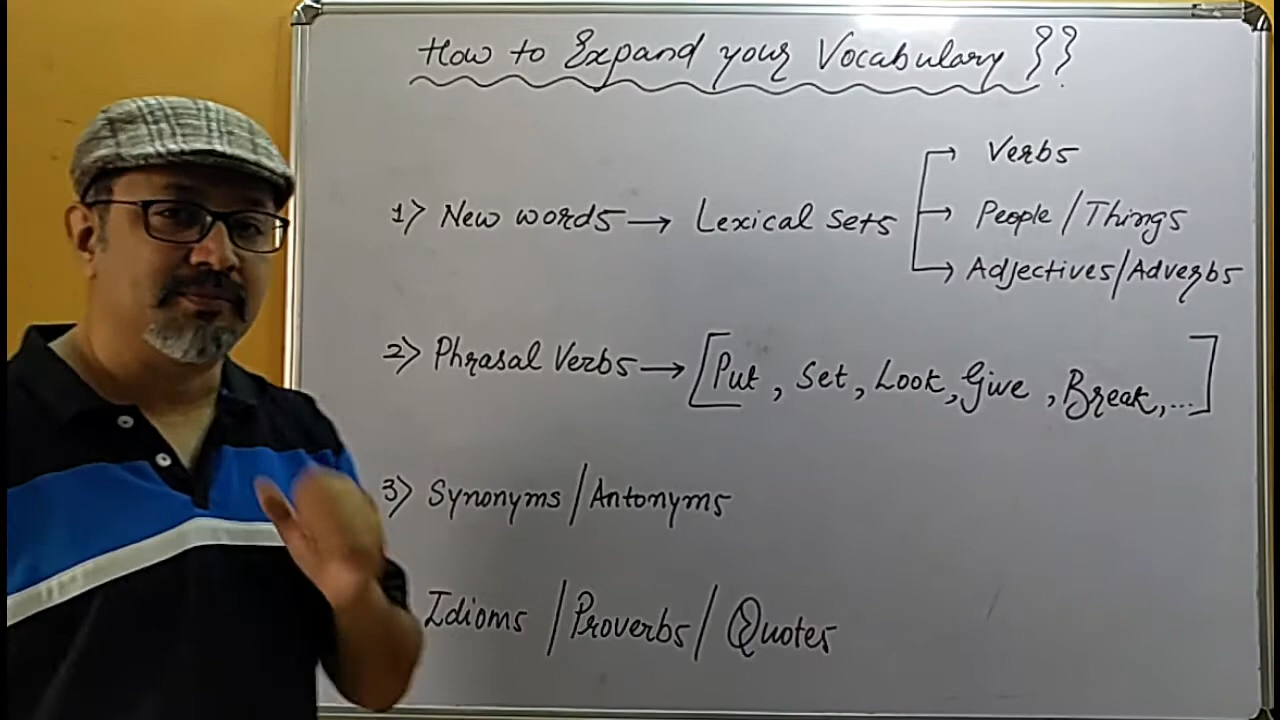 How to Expand your Vocabulary ??
1) New words → Lexical sets
Verbs
People / Things
Adjectives/Adverbs
2) Phrasal Verbs → [Put, Set, Look, Give, Break,...]
3) Synonyms / Antonyms
Idioms / Proverbs / Quotes